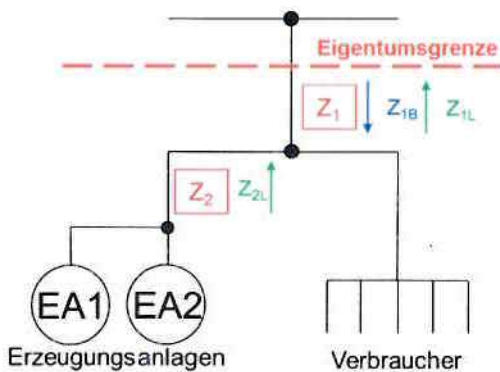 Eigentumsgrenze
Z1 Z1B Z1L
Z2 Z2L
EA1 EA2
Erzeugungsanlagen Verbraucher